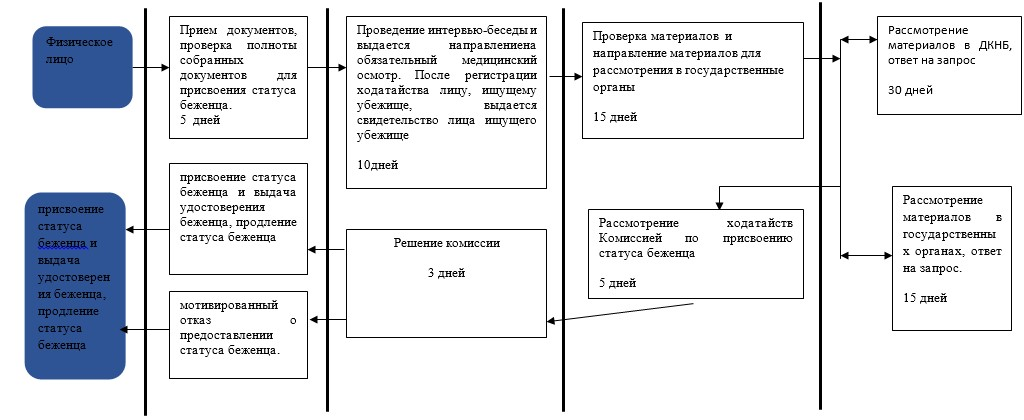 Физическое
лицо
Прием документов,
проверка полноты
собранных
документов для
присвоения статуса
беженца.
5 дней
Проведение интервью-беседы и
выдается направлениена
обязательный медицинский
осмотр. После регистрации
ходатайства лицу, ищущему
убежище, выдается
свидетельство лица ищущего
убежище
10дней
Проверка материалов и
направление материалов для
рассмотрения в государственные
органы
15 дней
Рассмотрение
материалов в ДКНБ,
ответ на запрос
30 дней
присвоение
статуса
беженца и
выдача
удостоверен
ия беженца,
продление
статуса
беженца
присвоение статуса
беженца и выдача
удостоверения
беженца, продление
статуса беженца
мотивированный
отказ о
предоставлении
статуса беженца.
Решение комиссии
3 дней
Рассмотрение ходатайств
Комиссией по присвоению
статуса беженца
5 дней
Рассмотрение
материалов в
государственны
х органах, ответ
на запрос.
15 дней